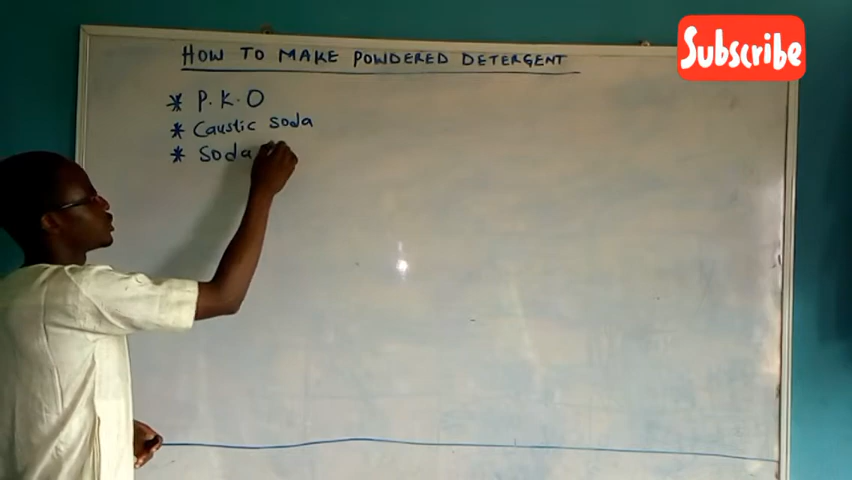 HOW TO MAKE POWDERED DETERGENT
Subscribe
* P.K.O
* Caustic soda
* Soda